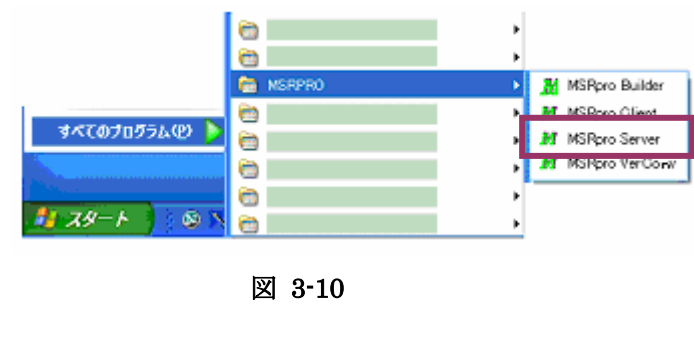 MSRPRO
MSRpro Builder
MSRpro Client
すべてのプログラム(P)
MSRpro Server
MSRpro VerConv
スタート
図 3-10